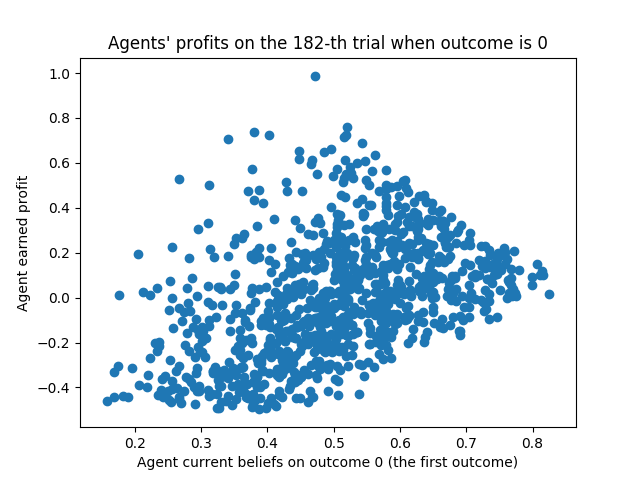 Agents' profits on the 182-th trial when outcome is 0
1.0
0.8
0.6
0.4
0.2
0.0
−0.2
−0.4
Agent earned profit
0.2 0.3 0.4 0.5 0.6 0.7 0.8
Agent current beliefs on outcome 0 (the first outcome)